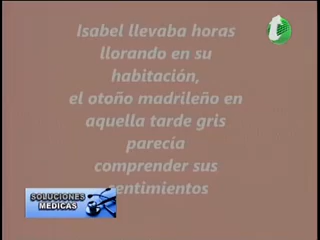 Isabel llevaba horas
llorando en su
habitación,
el otoño madrileño en
aquella tarde gris
parecía
comprender sus
sentimientos
SOLUCIONES
MEDICAS